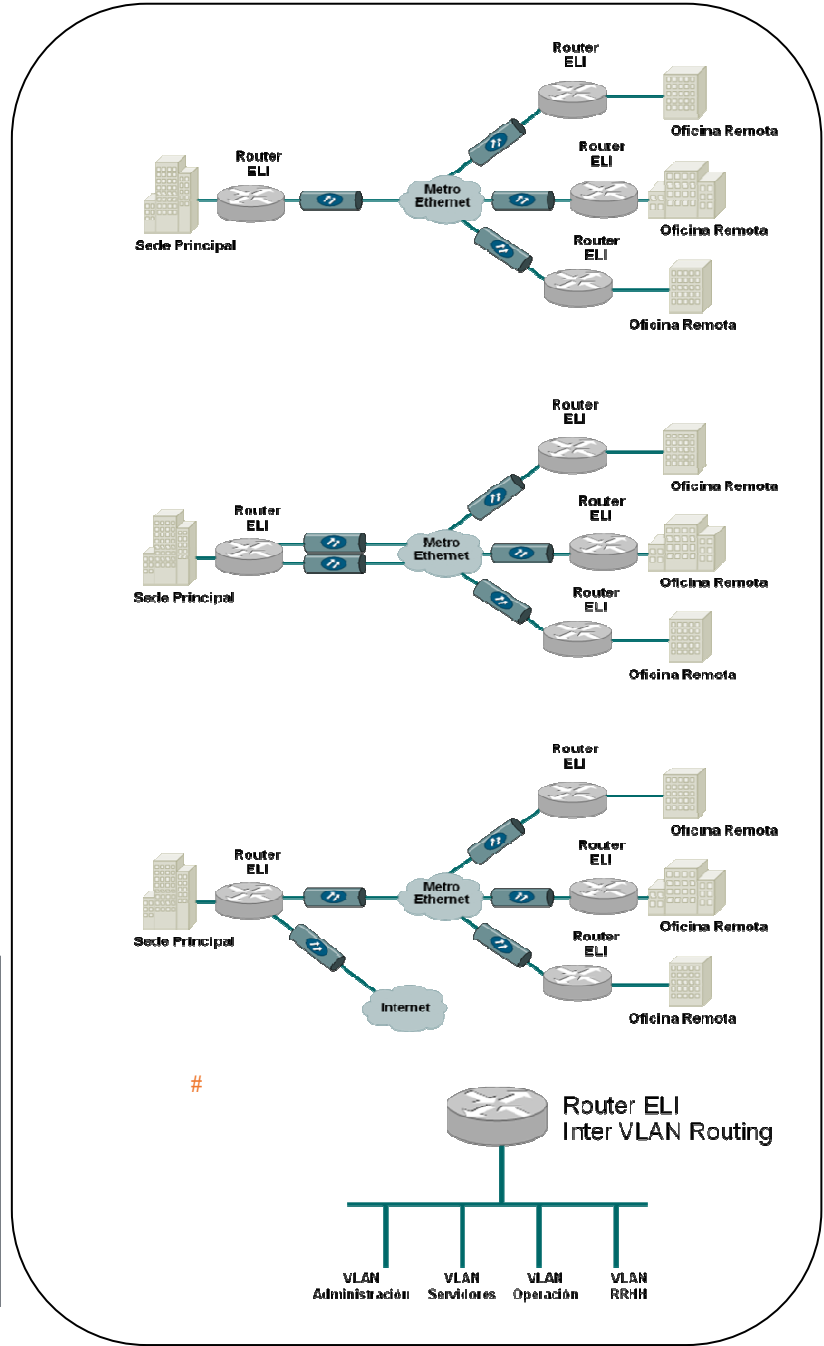 Router
ELI
Oficina Remota
Router
ELI
Sede Principal
Metro
Ethernet
Router
ELI
Oficina Remota
Router
ELI
Oficina Remota
Router
ELI
Oficina Remota
Router
ELI
Sede Principal
Metro
Ethernet
Router
ELI
Oficina Remota
Router
ELI
Oficina Remota
Router
ELI
Oficina Remota
Router
ELI
Sede Principal
Metro
Ethernet
Router
ELI
Oficina Remota
Router
ELI
Oficina Remota
Internet
#
Router ELI
Inter VLAN Routing
VLAN
Administración
VLAN
Servidores
VLAN
Operación
VLAN
RRHH